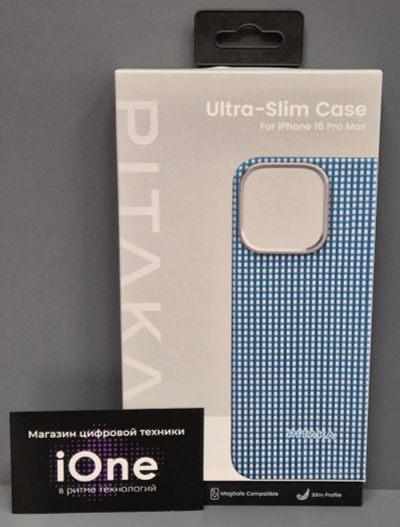 Ultra-Slim Case
For iPhone 16 Pro Max
PITAKA
PITAKA
Магазин цифровой техники
iOne
в ритме технологий
MagSafe Compatible
Slim Profile